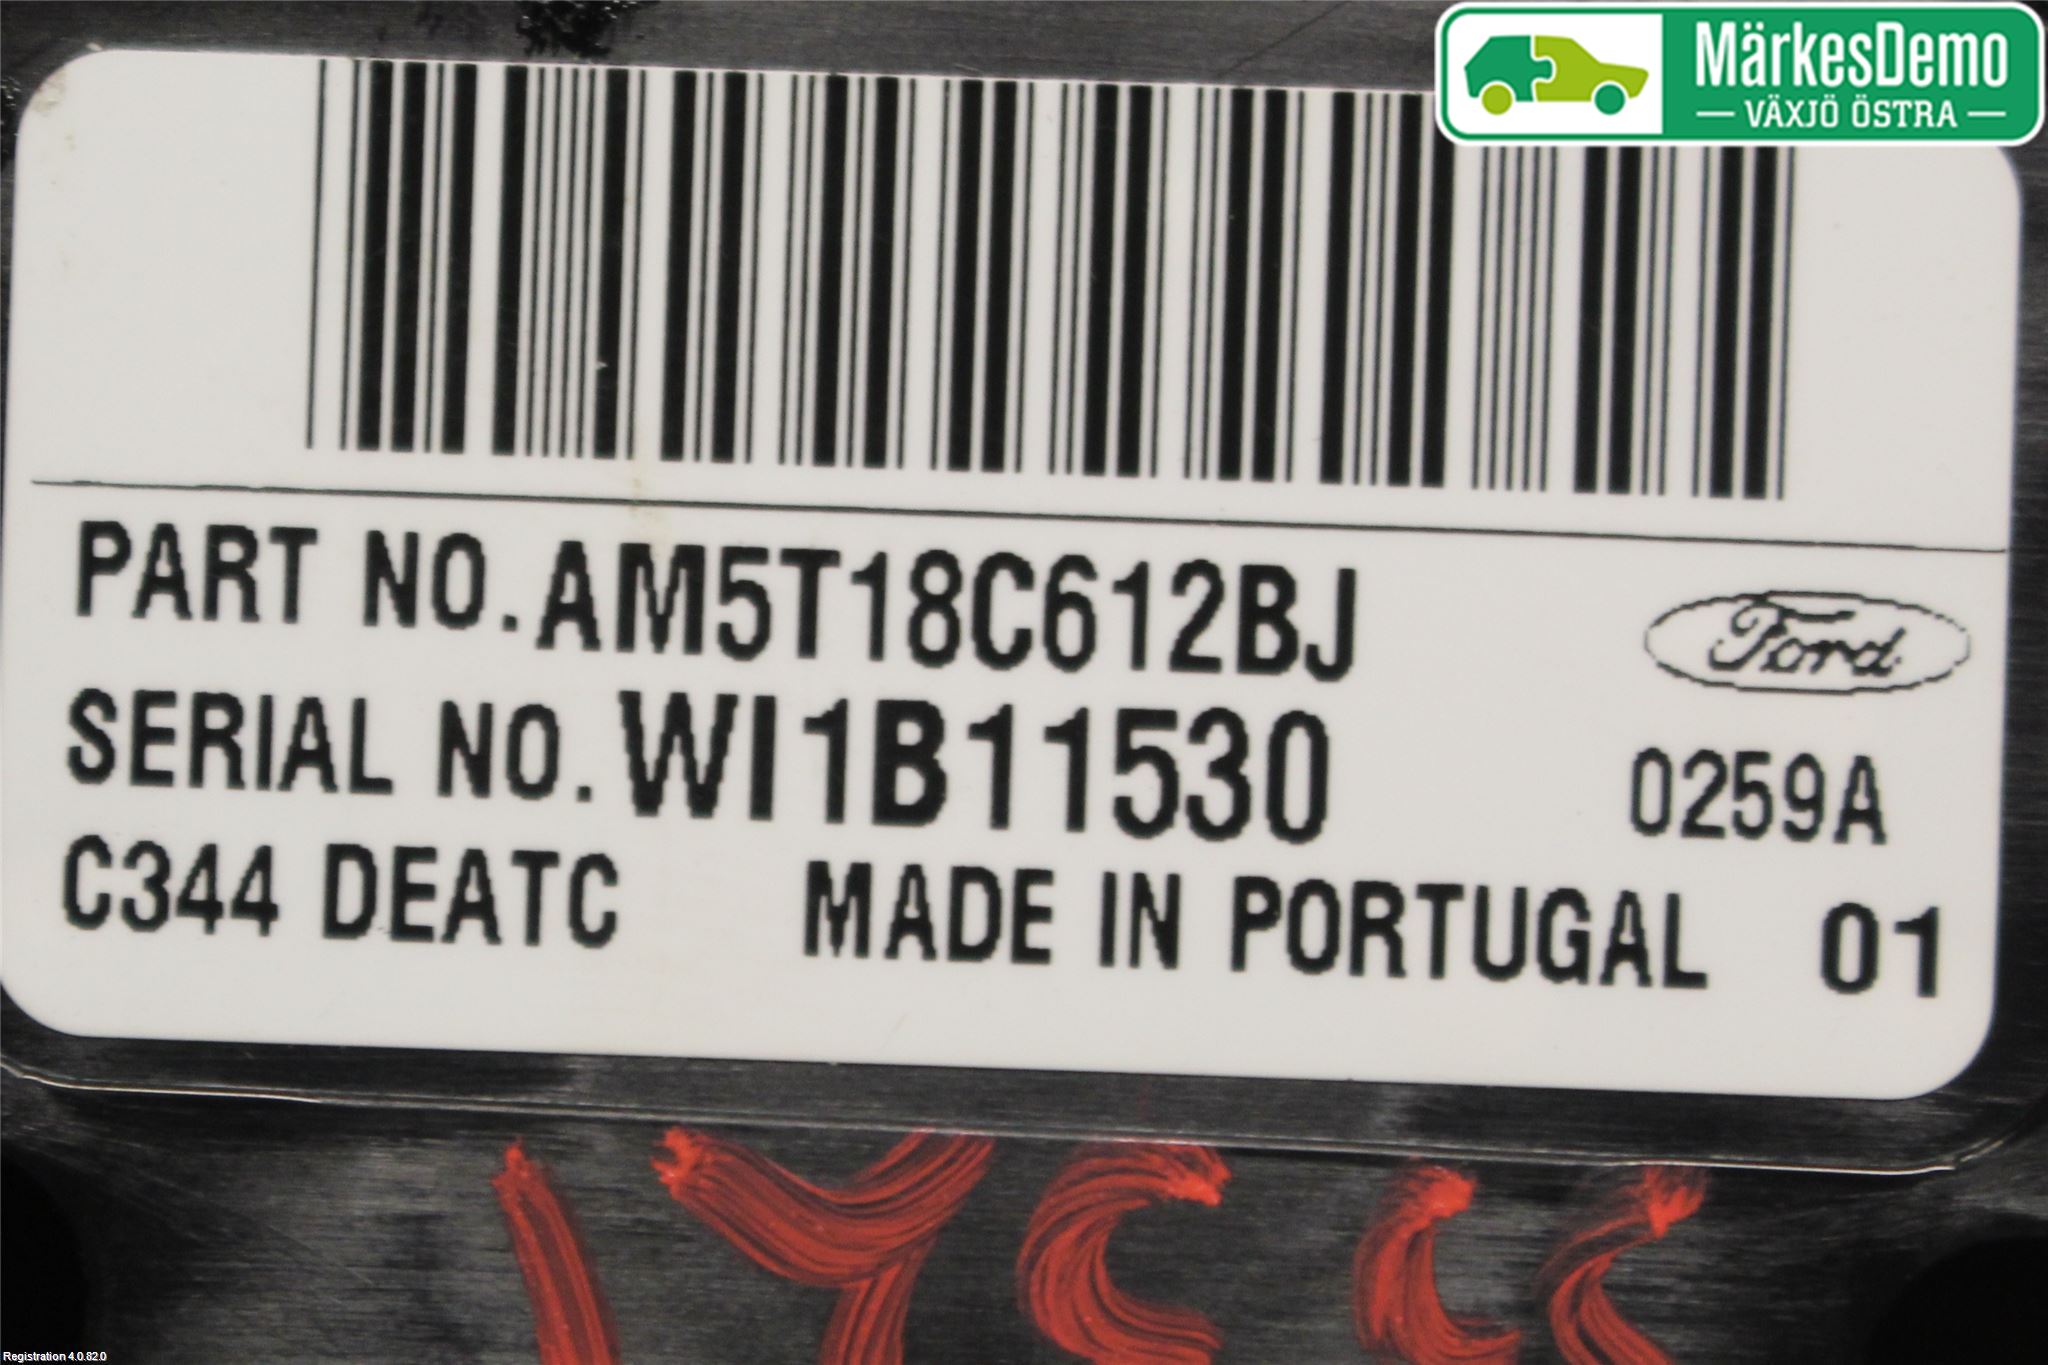 MärkesDemo
VÄXJÖ ÖSTRA
PART NO. AM5T18C612BJ
Ford
SERIAL NO. WI1B11530
0259A
C344 DEATC MADE IN PORTUGAL 01
Registration 4.0.82.0